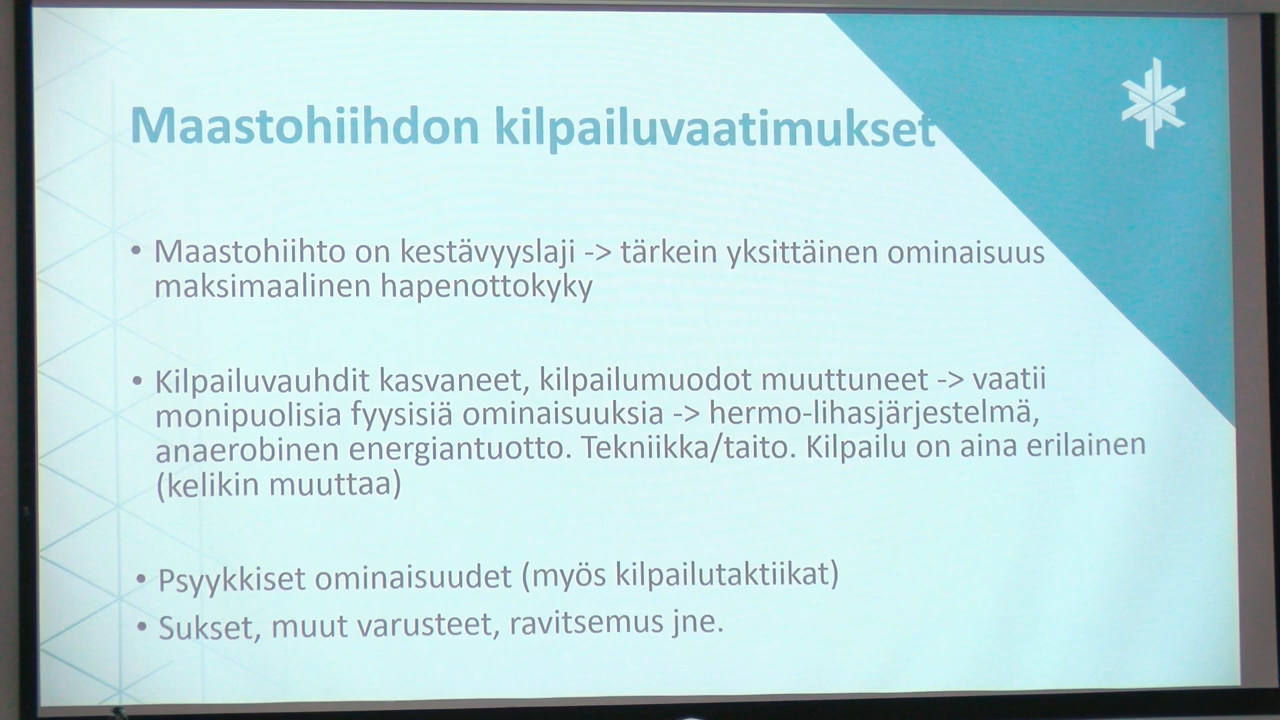 Maastohiihdon kilpailuvaatimukset
• Maastohiihto on kestävyyslaji -> tärkein yksittäinen ominaisuus
maksimaalinen hapenottokyky
• Kilpailuvauhdit kasvaneet, kilpailumuodot muuttuneet -> vaatii
monipuolisia fyysisiä ominaisuuksia -> hermo-lihasjärjestelmä,
anaerobinen energiantuotto. Tekniikka/taito. Kilpailu on aina erilainen
(kelikin muuttaa)
• Psyykkiset ominaisuudet (myös kilpailutaktiikat)
• Sukset, muut varusteet, ravitsemus jne.